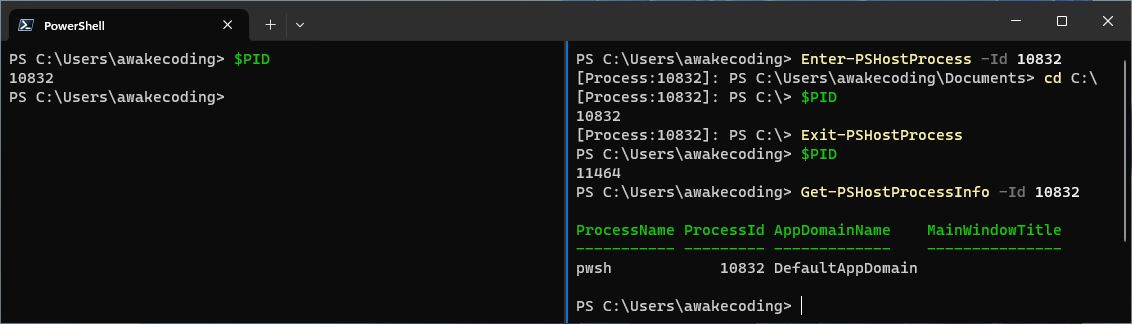 PowerShell
PS C:\Users\awakecoding> $PID
10832
PS C:\Users\awakecoding>
PS C:\Users\awakecoding> Enter-PSHostProcess -Id 10832
[Process:10832]: PS C:\Users\awakecoding\Documents> cd C:\
[Process:10832]: PS C:\> $PID
10832
[Process:10832]: PS C:\> Exit-PSHostProcess
PS C:\Users\awakecoding> $PID
11464
PS C:\Users\awakecoding> Get-PSHostProcessInfo -Id 10832
ProcessName ProcessId AppDomainName    MainWindowTitle
----------- --------- -------------    ---------------
pwsh            10832 DefaultAppDomain
PS C:\Users\awakecoding>